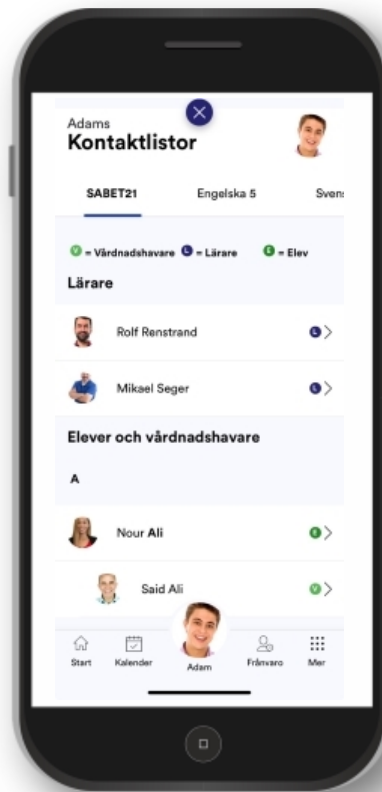 Adams
Kontaktlistor
SABET21 Engelska 5 Svens
V = Vårdnadshavare L = Lärare E = Elev
Lärare
Rolf Renstrand L
Mikael Seger L
Elever och vårdnadshavare
A
Nour Ali E
Said Ali V
Start Kalender Adam Frånvaro Mer